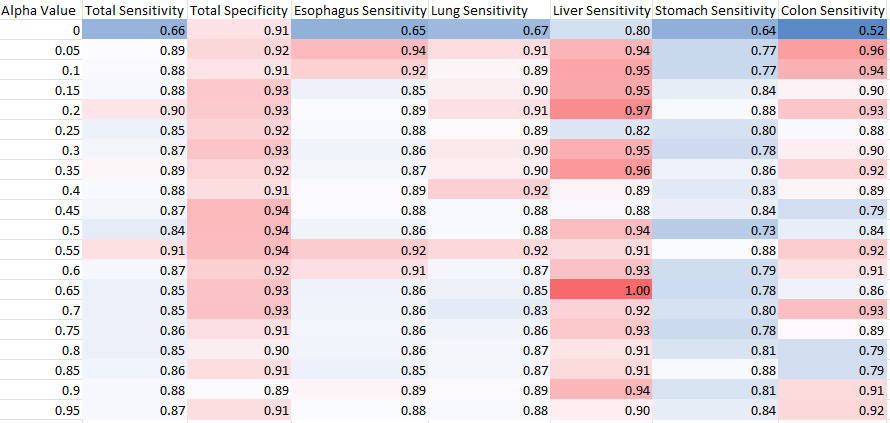 Alpha Value Total Sensitivity Total Specificity Esophagus Sensitivity Lung Sensitivity Liver Sensitivity Stomach Sensitivity Colon Sensitivity
0 0.66 0.91 0.65 0.67 0.80 0.64 0.52
0.05 0.89 0.92 0.94 0.91 0.94 0.77 0.96
0.1 0.88 0.91 0.92 0.89 0.95 0.77 0.94
0.15 0.88 0.93 0.85 0.90 0.95 0.84 0.90
0.2 0.90 0.93 0.89 0.91 0.97 0.88 0.93
0.25 0.85 0.92 0.88 0.89 0.82 0.80 0.88
0.3 0.87 0.93 0.86 0.90 0.95 0.78 0.90
0.35 0.89 0.92 0.87 0.90 0.96 0.86 0.92
0.4 0.88 0.91 0.89 0.92 0.89 0.83 0.89
0.45 0.87 0.94 0.88 0.88 0.88 0.84 0.79
0.5 0.84 0.94 0.86 0.88 0.94 0.73 0.84
0.55 0.91 0.94 0.92 0.92 0.91 0.88 0.92
0.6 0.87 0.92 0.91 0.87 0.93 0.79 0.91
0.65 0.85 0.93 0.86 0.85 1.00 0.78 0.86
0.7 0.85 0.93 0.86 0.83 0.92 0.80 0.93
0.75 0.86 0.91 0.86 0.86 0.93 0.78 0.89
0.8 0.85 0.90 0.86 0.87 0.91 0.81 0.79
0.85 0.86 0.91 0.85 0.87 0.91 0.88 0.79
0.9 0.88 0.89 0.89 0.89 0.94 0.81 0.91
0.95 0.87 0.91 0.88 0.88 0.90 0.84 0.92